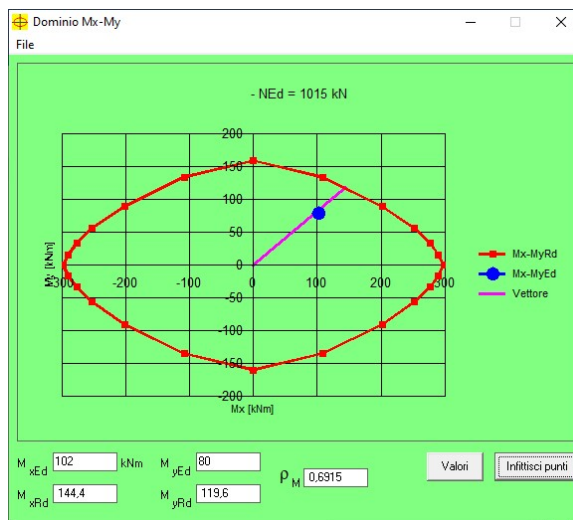 Dominio Mx-My
File
- NEd = 1015 kN
200
150
100
50
0
-50
-100
-150
-200
My [kNm]
-300 -200 -100 0 100 200 300
Mx [kNm]
Mx-MyRd
Mx-MyEd
Vettore
M xEd 102 kNm M yEd 80
M xRd 144,4 M yRd 119,6
ρ M 0,6915
Valori
Infittisci punti